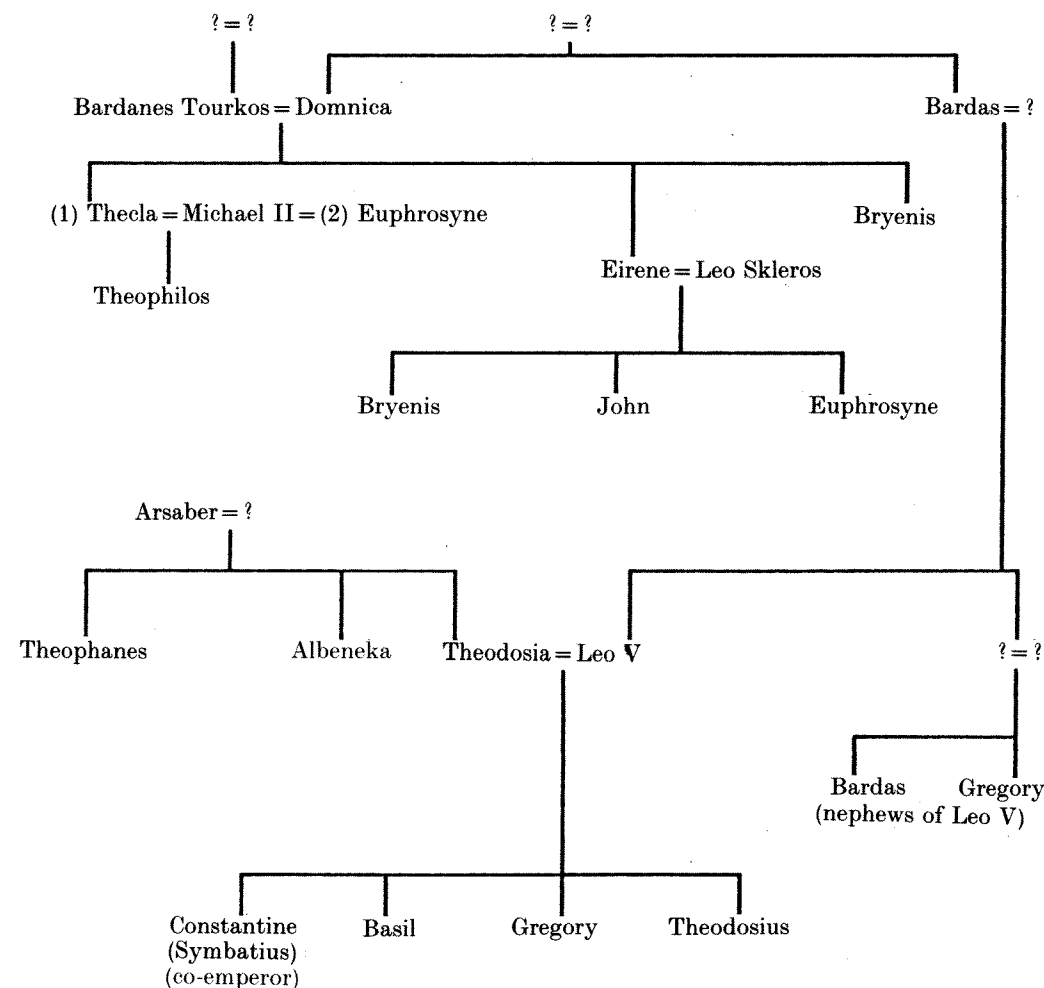 ? = ? ? = ?
Bardanes Tourkos = Domnica Bardas = ?
(1) Thecla = Michael II = (2) Euphrosyne Bryenis
Eirene = Leo Skleros
Theophilos
Bryenis John Euphrosyne
Arsaber = ?
Theophanes Albeneka Theodosia = Leo V ? = ?
Bardas Gregory
(nephews of Leo V)
Constantine Basil Gregory Theodosius
(Symbatius)
(co-emperor)